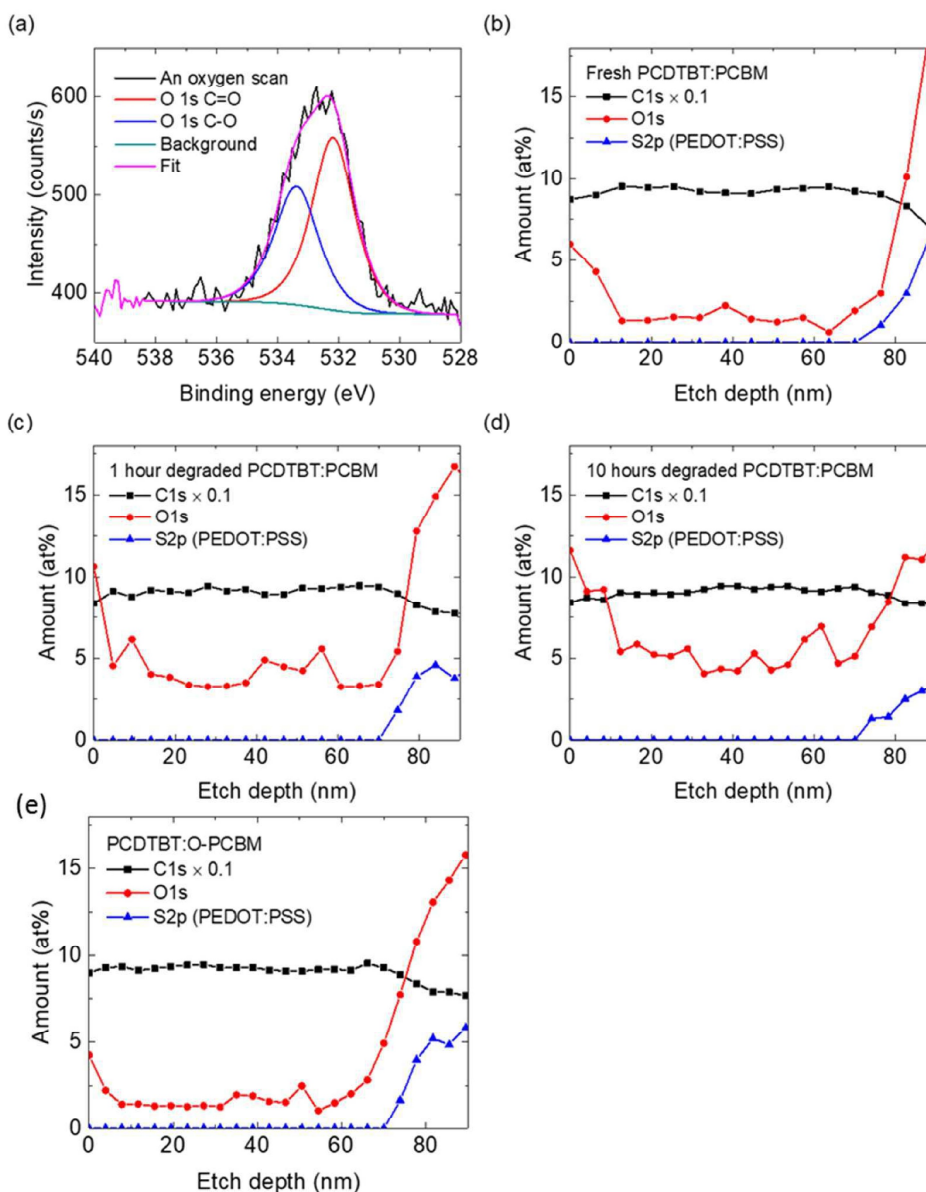 (a)
An oxygen scan
O 1s C=O
O 1s C-O
Background
Fit
600
500
400
Intensity (counts/s)
540 538 536 534 532 530 528
Binding energy (eV)
(b)
Fresh PCDTBT:PCBM
C1s × 0.1
O1s
S2p (PEDOT:PSS)
15
10
5
0
Amount (at%)
0 20 40 60 80
Etch depth (nm)
(c)
1 hour degraded PCDTBT:PCBM
C1s × 0.1
O1s
S2p (PEDOT:PSS)
15
10
5
0
Amount (at%)
0 20 40 60 80
Etch depth (nm)
(d)
10 hours degraded PCDTBT:PCBM
C1s × 0.1
O1s
S2p (PEDOT:PSS)
15
10
5
0
Amount (at%)
0 20 40 60 80
Etch depth (nm)
(e)
PCDTBT:O-PCBM
C1s × 0.1
O1s
S2p (PEDOT:PSS)
15
10
5
0
Amount (at%)
0 20 40 60 80
Etch depth (nm)